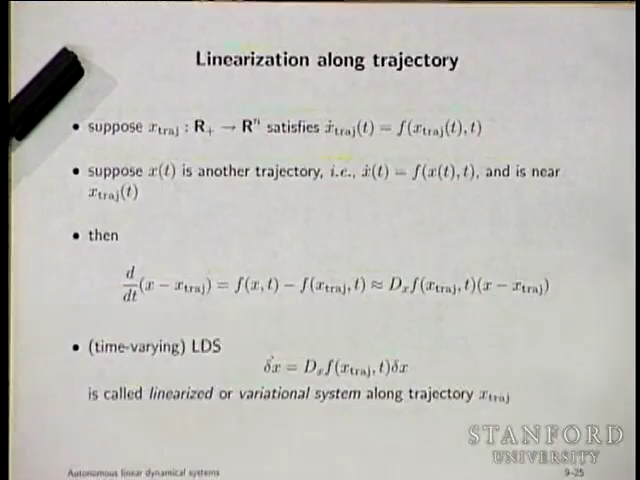 Linearization along trajectory
• suppose x_traj : R₊ → Rⁿ satisfies ẋ_traj(t) = f(x_traj(t), t)
• suppose x(t) is another trajectory, i.e., ẋ(t) = f(x(t), t), and is near
x_traj(t)
• then
d/dt (x − x_traj) = f(x, t) − f(x_traj, t) ≈ D_x f(x_traj, t)(x − x_traj)
• (time-varying) LDS
δ̇x = D_x f(x_traj, t)δx
is called linearized or variational system along trajectory x_traj
STANFORD
UNIVERSITY
Autonomous linear dynamical systems
9–25